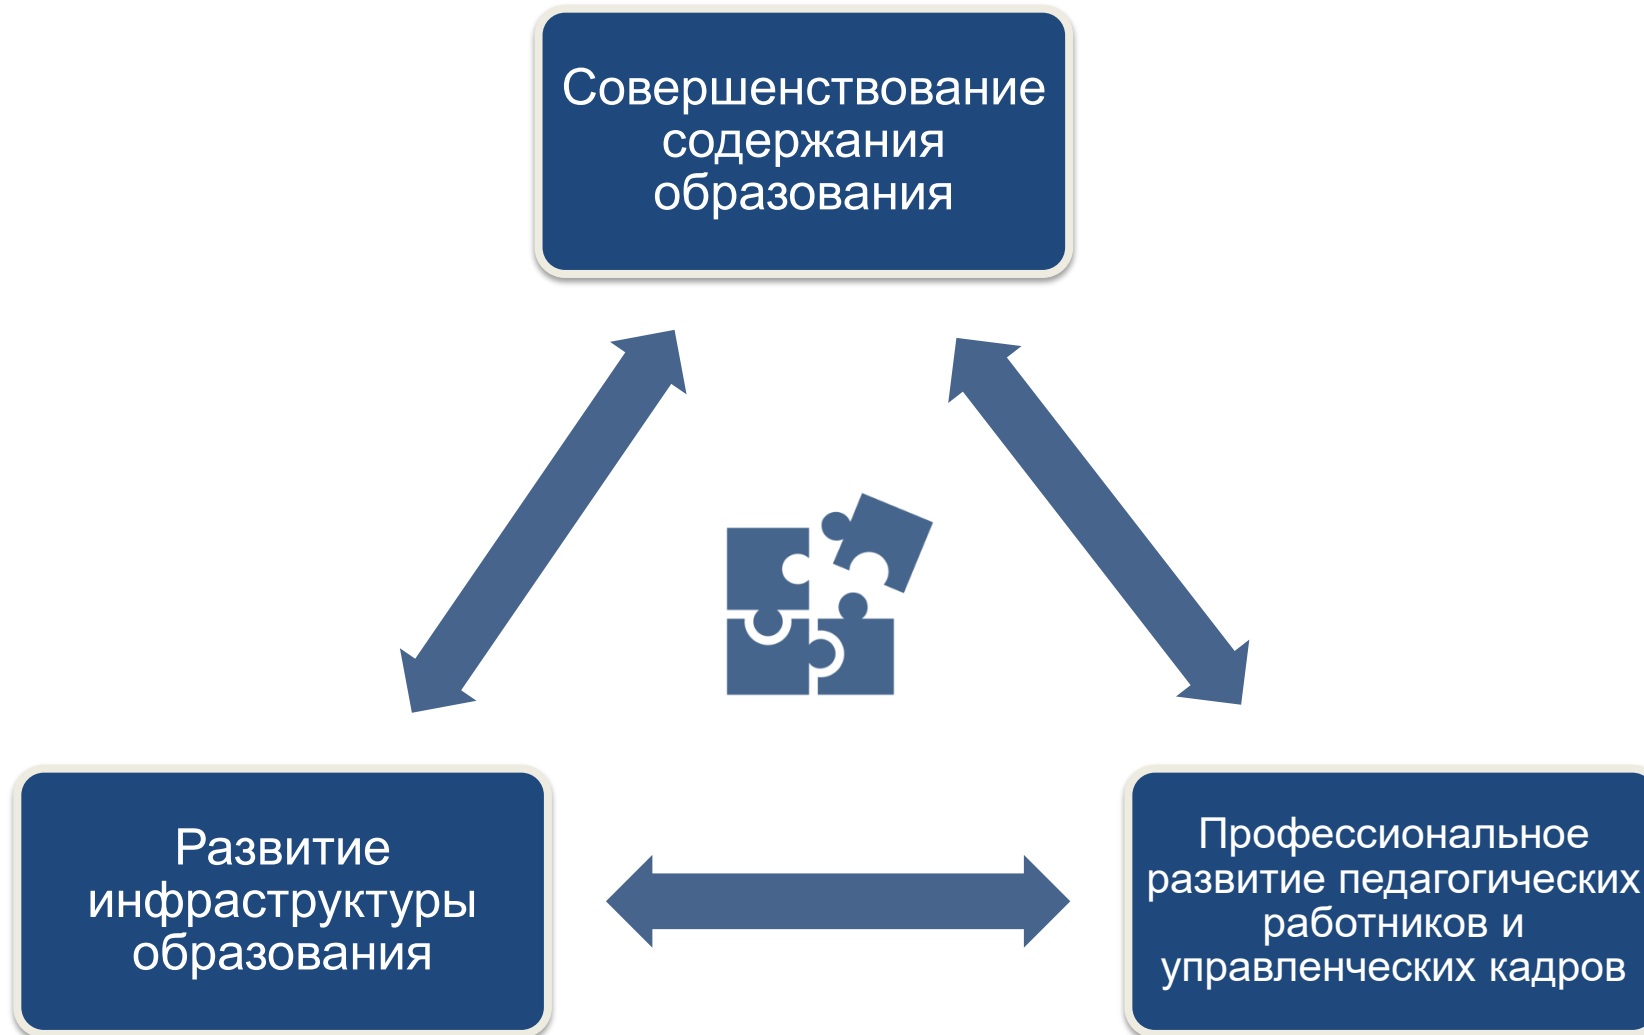 Совершенствование
содержания
образования
Развитие
инфраструктуры
образования
Профессиональное
развитие педагогических
работников и
управленческих кадров